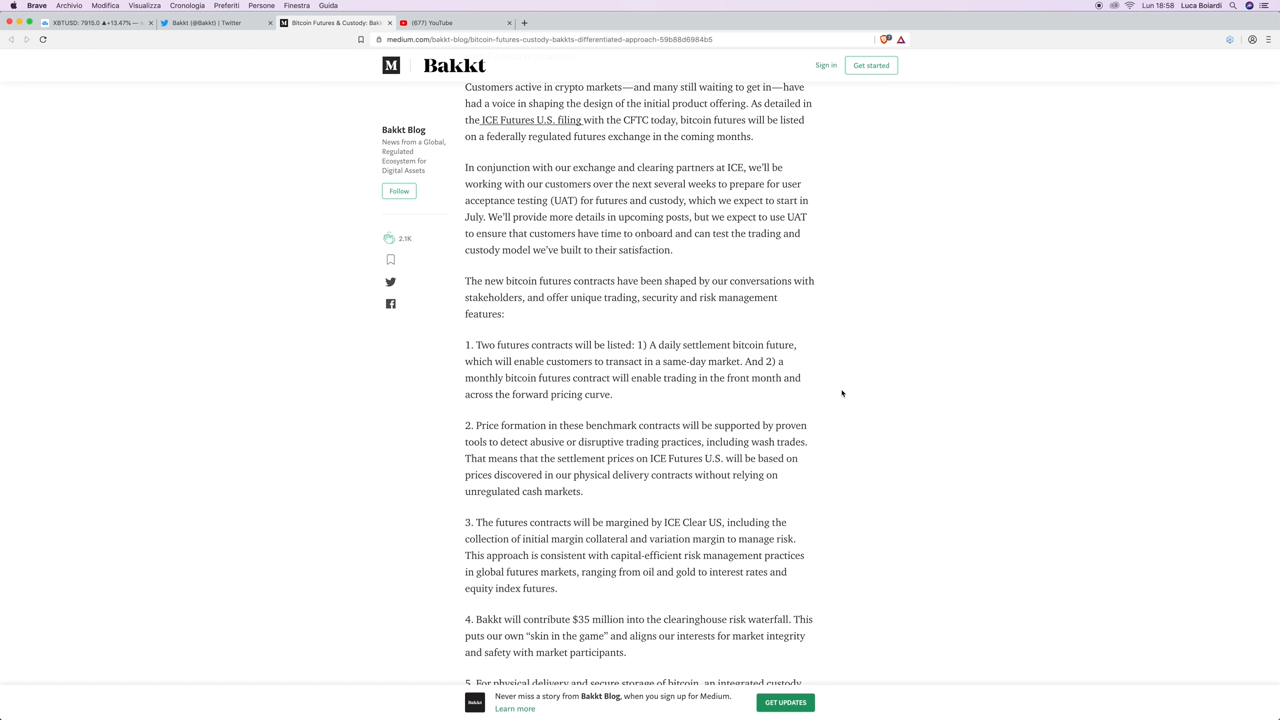 Brave Archivio Modifica Visualizza Cronologia Preferiti Persone Finestra Guida Lun 18:58 Luca Boiardi
XBTUSD: 7915.0 ▲+13.47% — Bakkt (@Bakkt) | Twitter Bitcoin Futures & Custody: Bakk (677) YouTube
medium.com/bakkt-blog/bitcoin-futures-custody-bakkts-differentiated-approach-59b88d6984b5
M Bakkt Sign in Get started
Customers active in crypto markets — and many still waiting to get in — have
had a voice in shaping the design of the initial product offering. As detailed in
the ICE Futures U.S. filing with the CFTC today, bitcoin futures will be listed
on a federally regulated futures exchange in the coming months.
Bakkt Blog
News from a Global,
Regulated
Ecosystem for
Digital Assets
Follow
2.1K
In conjunction with our exchange and clearing partners at ICE, we'll be
working with our customers over the next several weeks to prepare for user
acceptance testing (UAT) for futures and custody, which we expect to start in
July. We'll provide more details in upcoming posts, but we expect to use UAT
to ensure that customers have time to onboard and can test the trading and
custody model we've built to their satisfaction.
The new bitcoin futures contracts have been shaped by our conversations with
stakeholders, and offer unique trading, security and risk management
features:
1. Two futures contracts will be listed: 1) A daily settlement bitcoin future,
which will enable customers to transact in a same-day market. And 2) a
monthly bitcoin futures contract will enable trading in the front month and
across the forward pricing curve.
2. Price formation in these benchmark contracts will be supported by proven
tools to detect abusive or disruptive trading practices, including wash trades.
That means that the settlement prices on ICE Futures U.S. will be based on
prices discovered in our physical delivery contracts without relying on
unregulated cash markets.
3. The futures contracts will be margined by ICE Clear US, including the
collection of initial margin collateral and variation margin to manage risk.
This approach is consistent with capital-efficient risk management practices
in global futures markets, ranging from oil and gold to interest rates and
equity index futures.
4. Bakkt will contribute $35 million into the clearinghouse risk waterfall. This
puts our own “skin in the game” and aligns our interests for market integrity
and safety with market participants.
5. For physical delivery and secure storage of bitcoin, an integrated custody
Never miss a story from Bakkt Blog, when you sign up for Medium.
Learn more
GET UPDATES